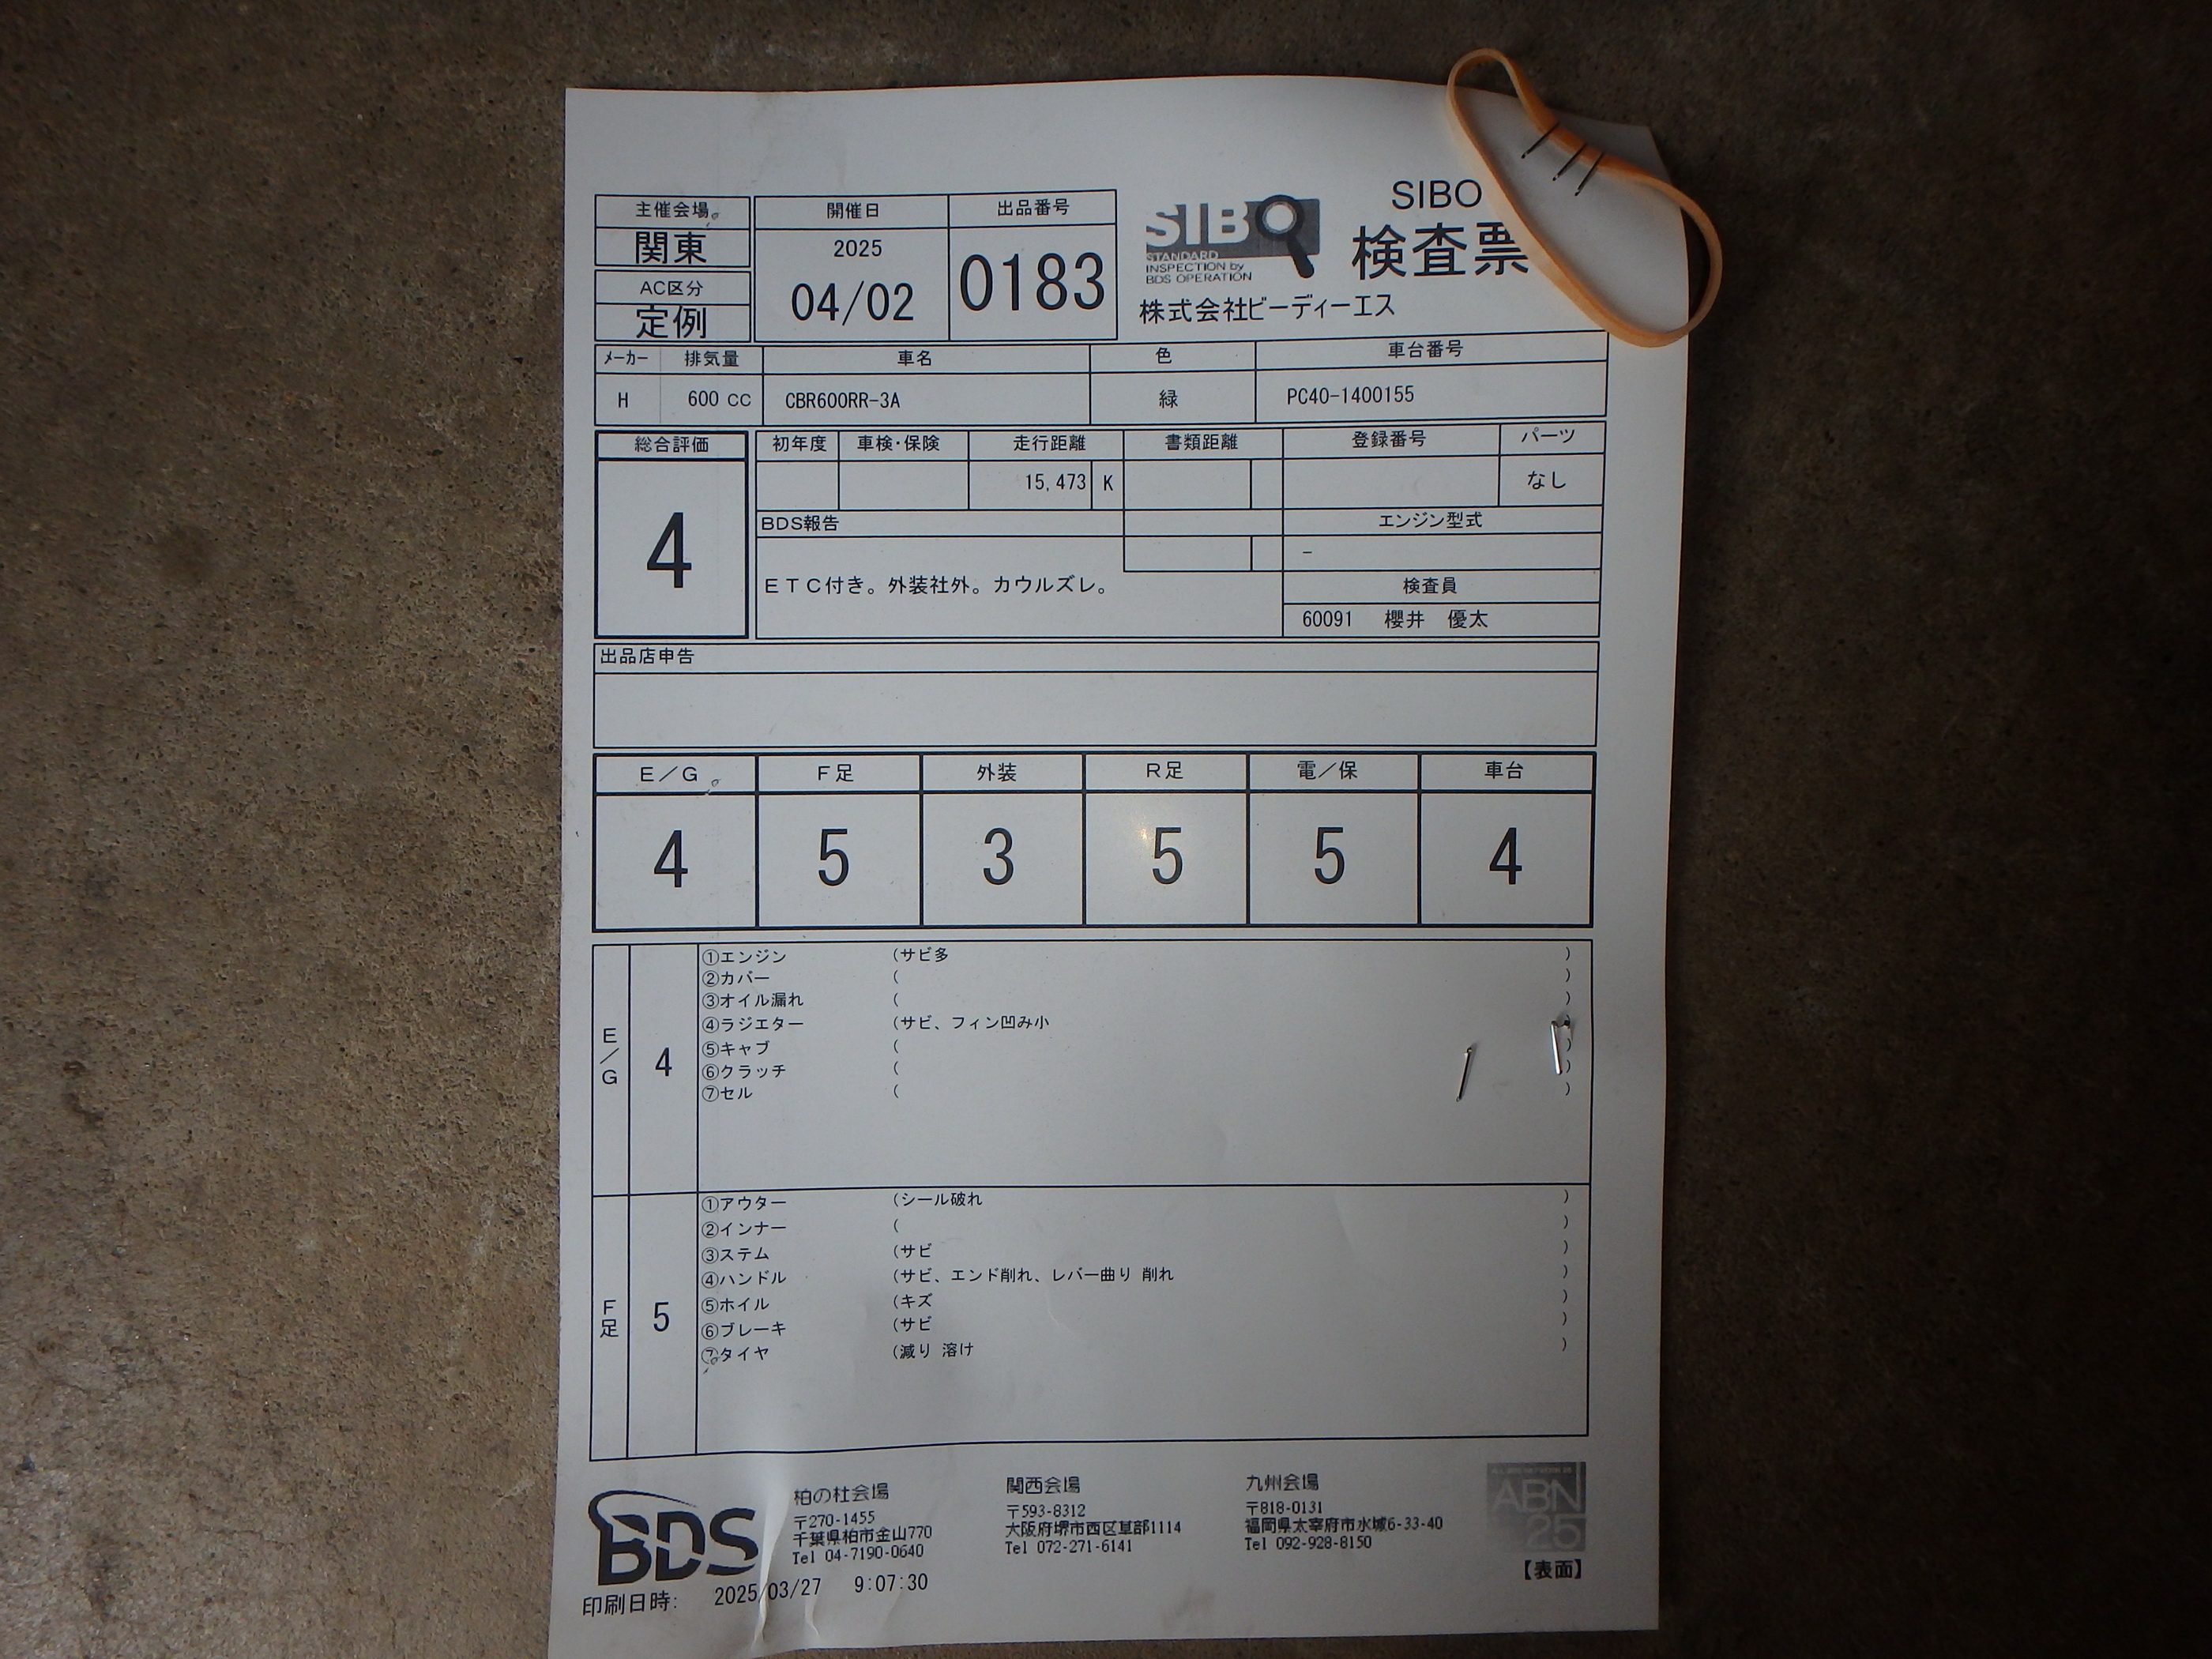 主催会場
関東
AC区分
定例
開催日
2025
04/02
出品番号
0183
SIBO
STANDARD
INSPECTION by
BDS OPERATION
SIBO
検査票
株式会社ビーディーエス
メーカー 排気量 車名 色 車台番号
H 600 CC CBR600RR-3A 緑 PC40-1400155
総合評価
4
初年度 車検・保険 走行距離 書類距離 登録番号 パーツ
15,473 K なし
BDS報告
ETC付き。外装社外。カウルズレ。
エンジン型式
-
検査員
60091 櫻井 優太
出品店申告
E/G F足 外装 R足 電/保 車台
4 5 3 5 5 4
E/G 4
①エンジン (サビ多 )
②カバー ( )
③オイル漏れ ( )
④ラジエター (サビ、フィン凹み小 )
⑤キャブ ( )
⑥クラッチ ( )
⑦セル ( )
F足 5
①アウター (シール破れ )
②インナー ( )
③ステム (サビ )
④ハンドル (サビ、エンド削れ、レバー曲り 削れ )
⑤ホイル (キズ )
⑥ブレーキ (サビ )
⑦タイヤ (減り 溶け )
BDS
柏の杜会場
〒270-1455
千葉県柏市金山770
Tel 04-7190-0640
関西会場
〒593-8312
大阪府堺市西区草部1114
Tel 072-271-6141
九州会場
〒818-0131
福岡県太宰府市水城6-33-40
Tel 092-928-8150
ABN
25
【表面】
印刷日時: 2025/03/27 9:07:30